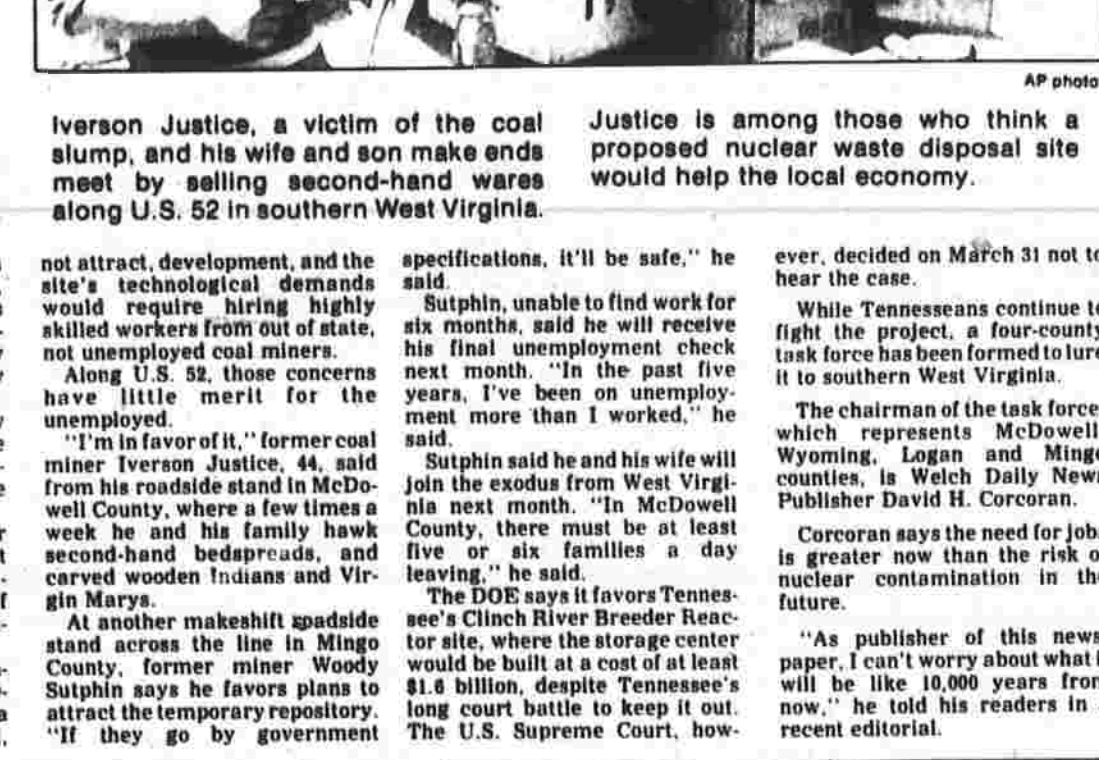 AP photo
Iverson Justice, a victim of the coal
slump, and his wife and son make ends
meet by selling second-hand wares
along U.S. 52 in southern West Virginia.
Justice is among those who think a
proposed nuclear waste disposal site
would help the local economy.
not attract, development, and the
site's technological demands
would require hiring highly
skilled workers from out of state,
not unemployed coal miners.
Along U.S. 52, those concerns
have little merit for the
unemployed.
"I'm in favor of it," former coal
miner Iverson Justice, 44, said
from his roadside stand in McDo-
well County, where a few times a
week he and his family hawk
second-hand bedspreads, and
carved wooden Indians and Vir-
gin Marys.
At another makeshift roadside
stand across the line in Mingo
County, former miner Woody
Sutphin says he favors plans to
attract the temporary repository.
"If they go by government
specifications, it'll be safe," he
said.
Sutphin, unable to find work for
six months, said he will receive
his final unemployment check
next month. "In the past five
years, I've been on unemploy-
ment more than I worked," he
said.
Sutphin said he and his wife will
join the exodus from West Virgi-
nia next month. "In McDowell
County, there must be at least
five or six families a day
leaving," he said.
The DOE says it favors Tennes-
see's Clinch River Breeder Reac-
tor site, where the storage center
would be built at a cost of at least
$1.6 billion, despite Tennessee's
long court battle to keep it out.
The U.S. Supreme Court, how-
ever, decided on March 31 not to
hear the case.
While Tennesseans continue to
fight the project, a four-county
task force has been formed to lure
it to southern West Virginia.
The chairman of the task force,
which represents McDowell,
Wyoming, Logan and Mingo
counties, is Welch Daily News
Publisher David H. Corcoran.
Corcoran says the need for jobs
is greater now than the risk of
nuclear contamination in the
future.
"As publisher of this news-
paper, I can't worry about what
will be like 10,000 years from
now," he told his readers in
recent editorial.